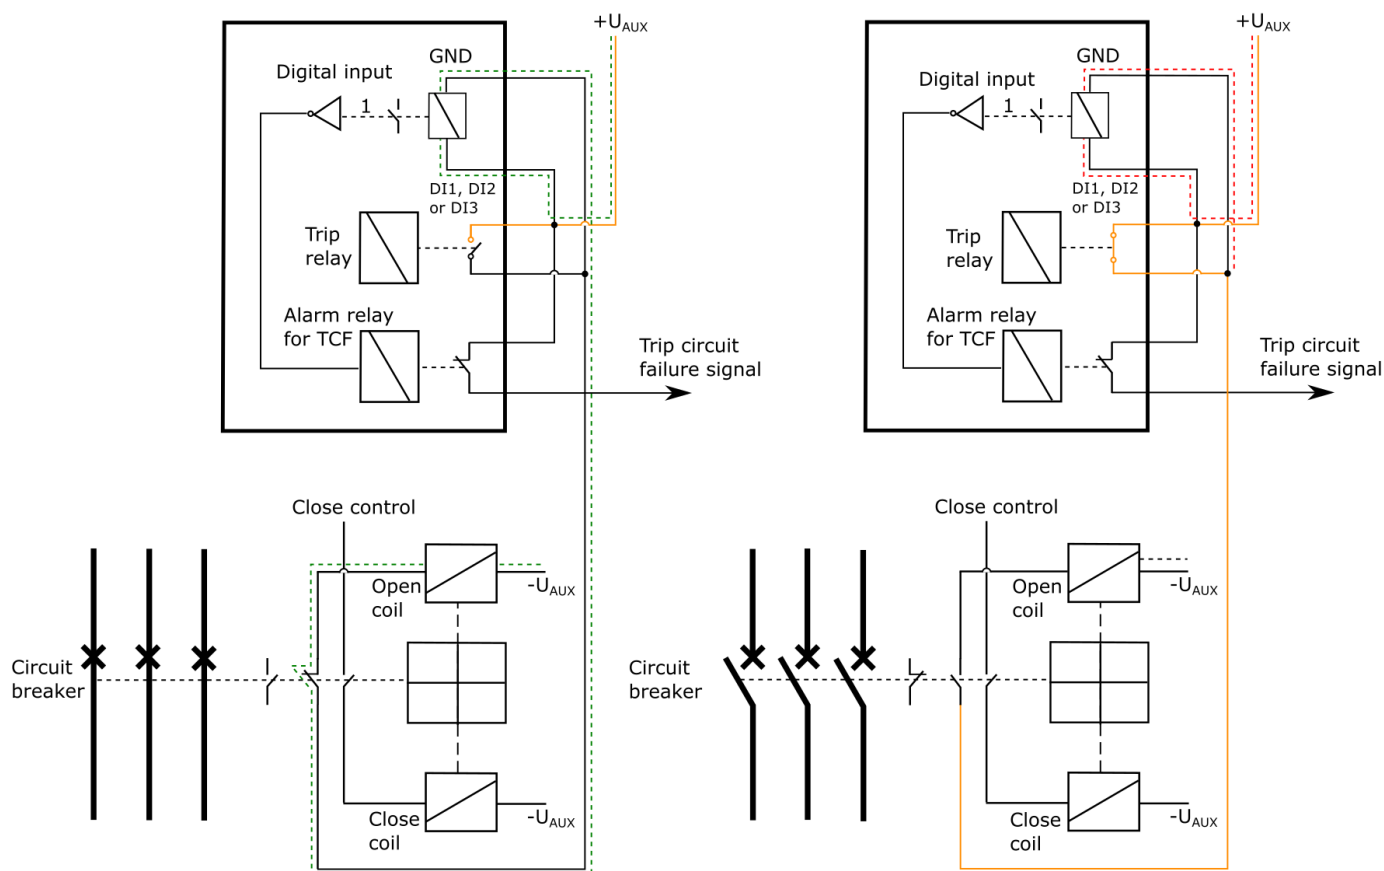 +UAUX
GND
Digital input
1
DI1, DI2
or DI3
Trip
relay
Alarm relay
for TCF
Trip circuit
failure signal
Close control
Open
coil
-UAUX
Circuit
breaker
Close
coil
-UAUX
+UAUX
GND
Digital input
1
DI1, DI2
or DI3
Trip
relay
Alarm relay
for TCF
Trip circuit
failure signal
Close control
Open
coil
-UAUX
Circuit
breaker
Close
coil
-UAUX